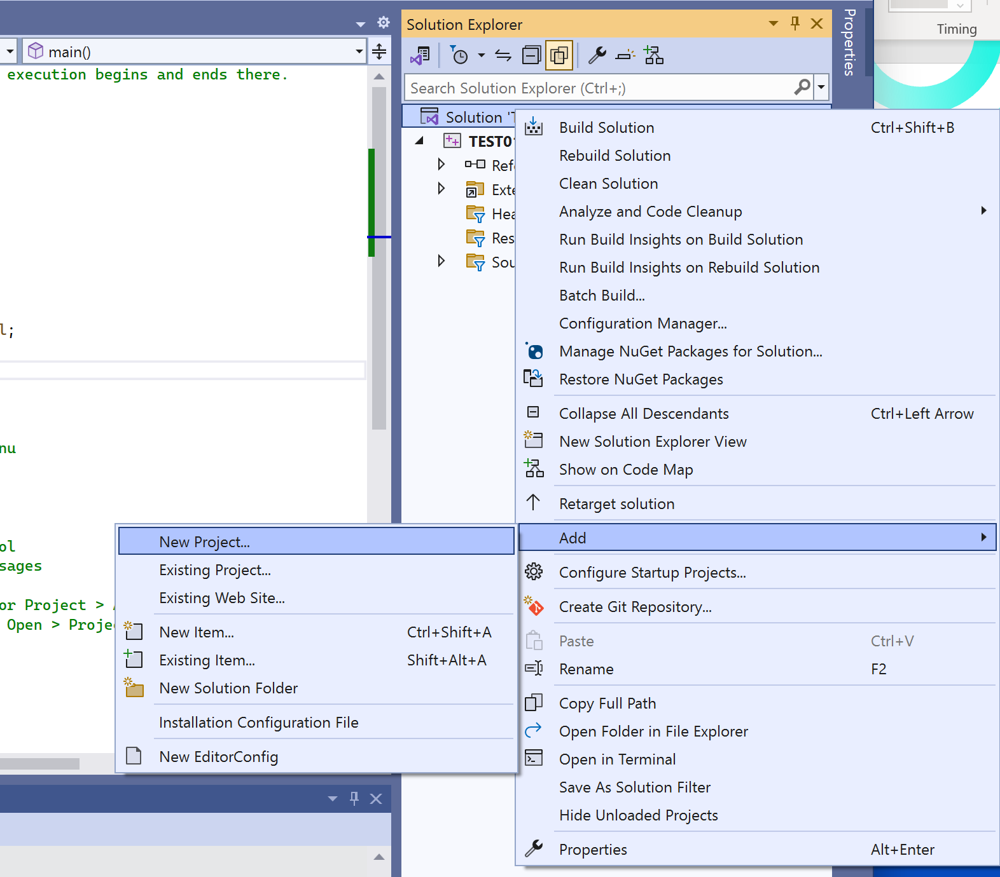 main()
execution begins and ends there.
l;
nu
ol
sages
or Project >
Open > Proje
Solution Explorer
Search Solution Explorer (Ctrl+;)
Solution '
TEST0
Refe
Exte
Hea
Res
Sou
Properties
Timing
Build Solution Ctrl+Shift+B
Rebuild Solution
Clean Solution
Analyze and Code Cleanup
Run Build Insights on Build Solution
Run Build Insights on Rebuild Solution
Batch Build...
Configuration Manager...
Manage NuGet Packages for Solution...
Restore NuGet Packages
Collapse All Descendants Ctrl+Left Arrow
New Solution Explorer View
Show on Code Map
Retarget solution
Add
Configure Startup Projects...
Create Git Repository...
Paste Ctrl+V
Rename F2
Copy Full Path
Open Folder in File Explorer
Open in Terminal
Save As Solution Filter
Hide Unloaded Projects
Properties Alt+Enter
New Project...
Existing Project...
Existing Web Site...
New Item... Ctrl+Shift+A
Existing Item... Shift+Alt+A
New Solution Folder
Installation Configuration File
New EditorConfig